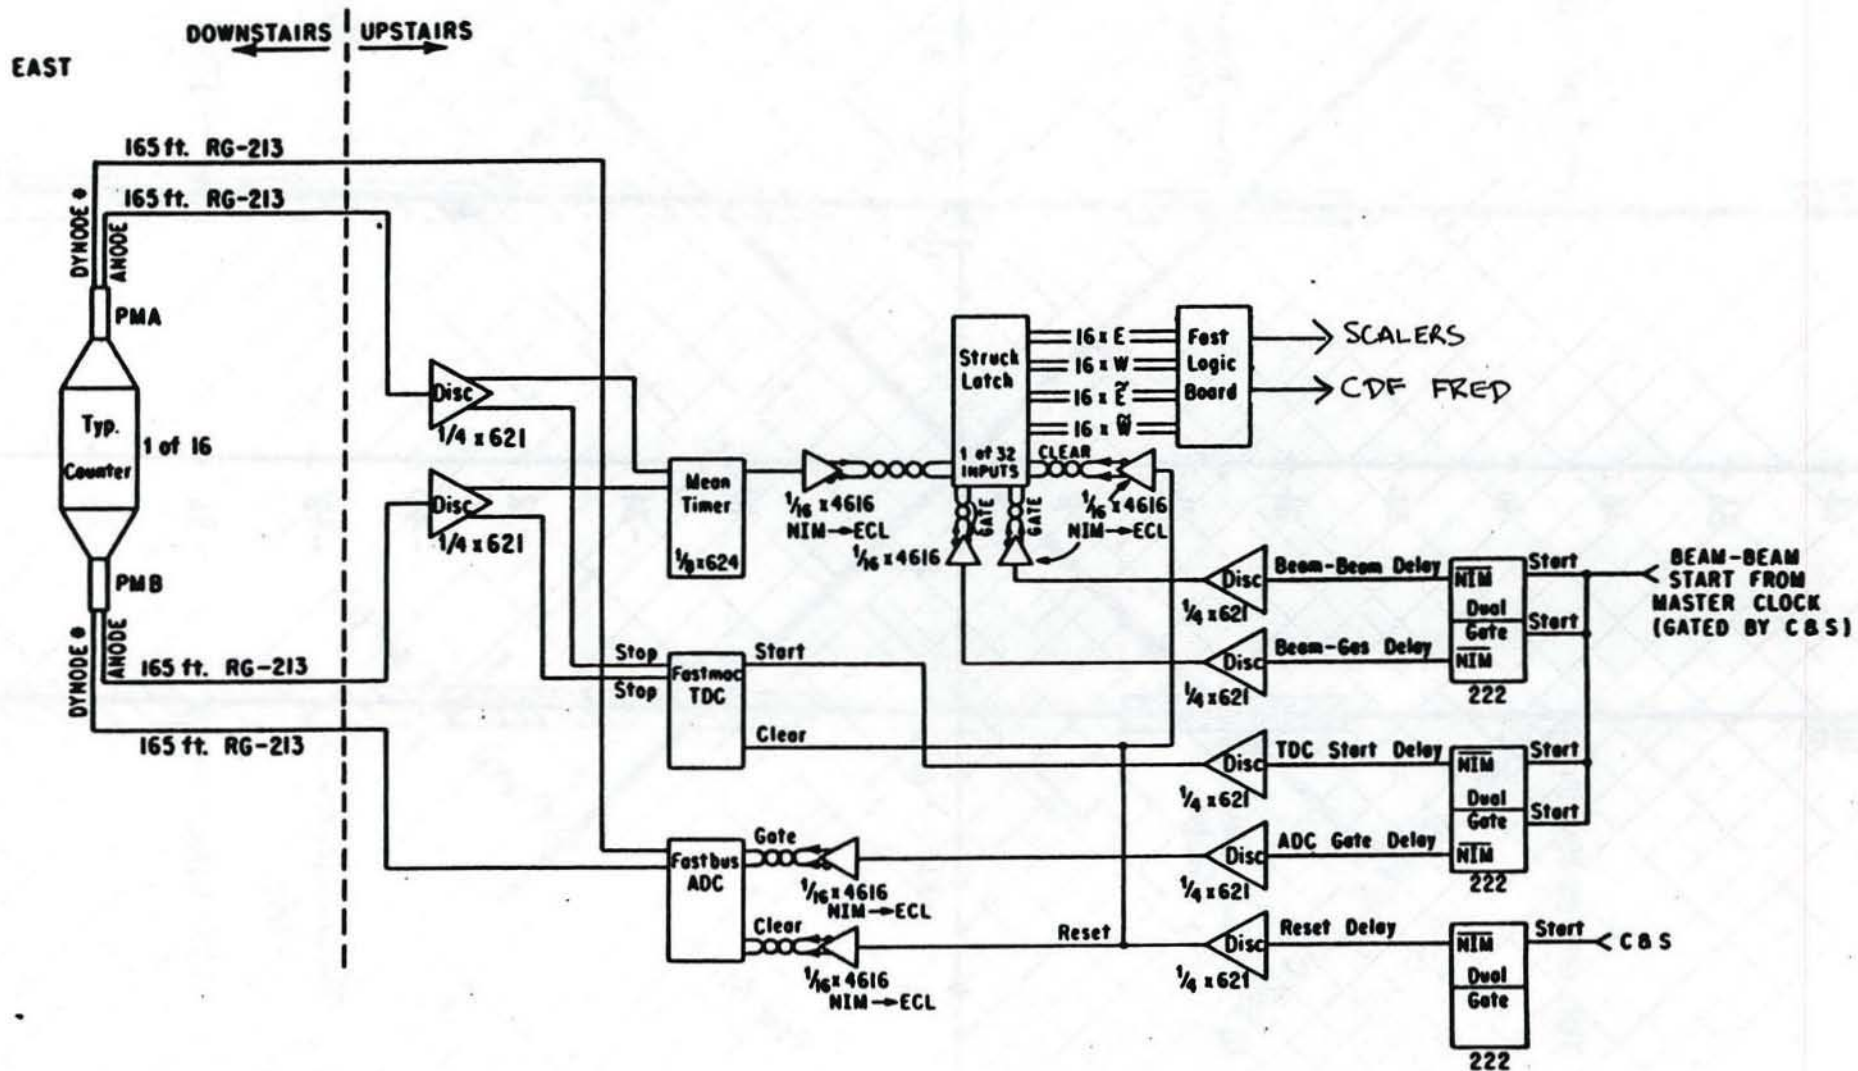 DOWNSTAIRS UPSTAIRS
EAST
165 ft. RG-213
165 ft. RG-213
DYNODE *
ANODE
PMA
Typ.
Counter
1 of 16
PMB
DYNODE *
ANODE
165 ft. RG-213
165 ft. RG-213
Disc
1/4 x 621
Disc
1/4 x 621
Mean
Timer
1/8 x 624
1/16 x 4616
NIM→ECL
Struck
Latch
1 of 32
INPUTS
16 x E
16 x W
16 x Ẽ
16 x W̃
Fast
Logic
Board
SCALERS
CDF FRED
CLEAR
1/16 x 4616
NIM→ECL
GATE
GATE
1/16 x 4616
Disc
1/4 x 621
Beam-Beam Delay
N̅I̅M̅
Start
Dual
Gate
Start
N̅I̅M̅
222
Disc
1/4 x 621
Beam-Gas Delay
BEAM-BEAM
START FROM
MASTER CLOCK
(GATED BY C&S)
Stop
Stop
Fastmac
TDC
Start
Clear
Disc
1/4 x 621
TDC Start Delay
N̅I̅M̅
Start
Dual
Gate
Start
N̅I̅M̅
222
Disc
1/4 x 621
ADC Gate Delay
Fastbus
ADC
Gate
1/16 x 4616
NIM→ECL
Clear
1/16 x 4616
NIM→ECL
Reset
Disc
1/4 x 621
Reset Delay
N̅I̅M̅
Start
C&S
Dual
Gate
222